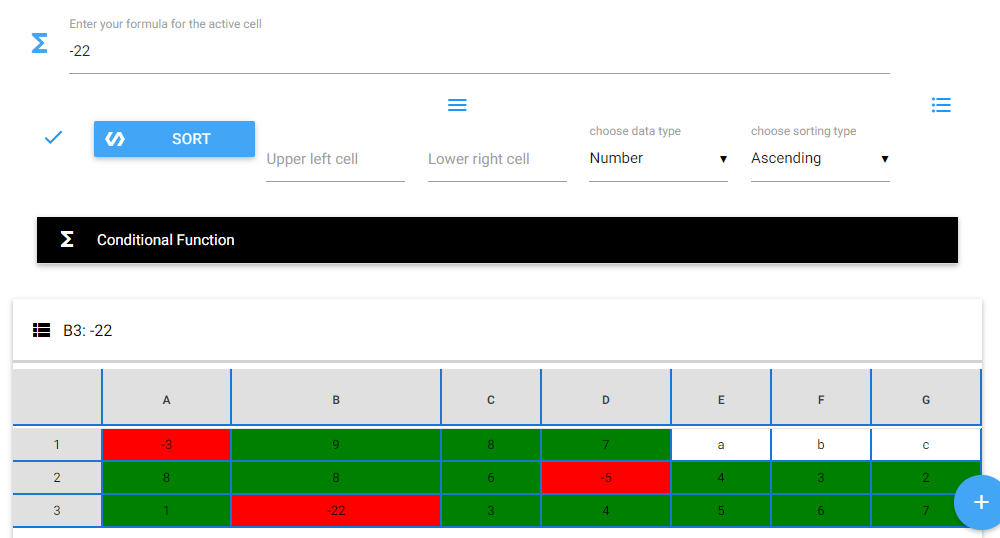 Enter your formula for the active cell
-22
SORT
Upper left cell
Lower right cell
choose data type
Number
choose sorting type
Ascending
Conditional Function
B3: -22
A B C D E F G
1 -3 9 8 7 a b c
2 8 8 6 -5 4 3 2
3 1 -22 3 4 5 6 7